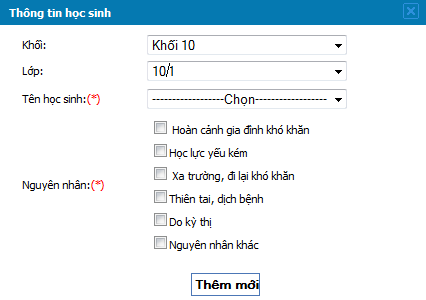 Thông tin học sinh
Khối: Khối 10
Lớp: 10/1
Tên học sinh:(*) ------------------Chọn------------------
Hoàn cảnh gia đình khó khăn
Học lực yếu kém
Xa trường, đi lại khó khăn
Nguyên nhân:(*)
Thiên tai, dịch bệnh
Do kỳ thị
Nguyên nhân khác
Thêm mới